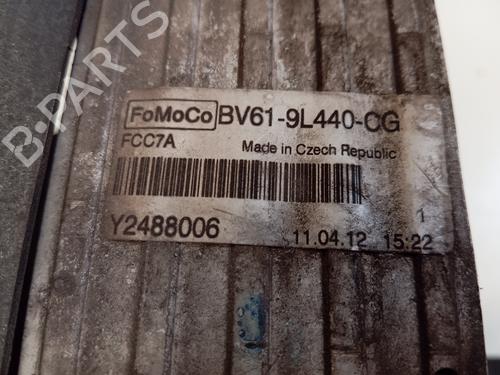 B-PARTS
FoMoCo BV61-9L440-CG
FCC7A Made in Czech Republic
1
Y2488006 11.04.12 15:22